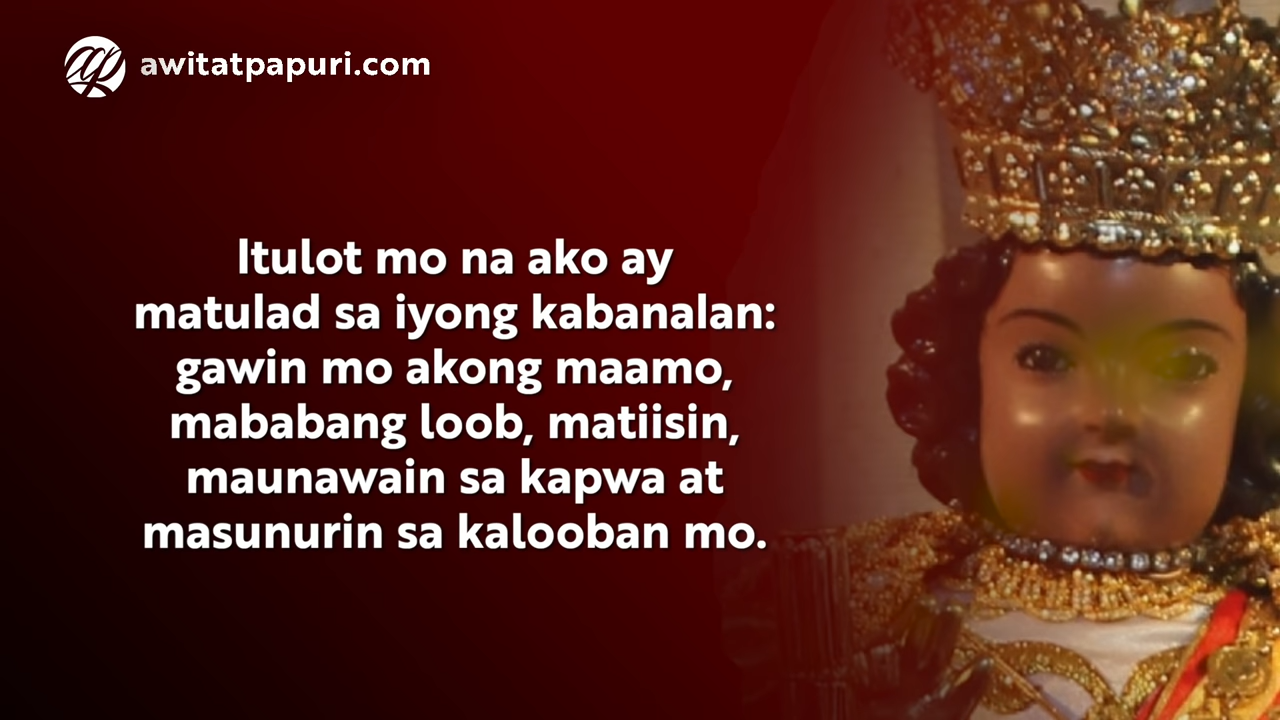 awitatpapuri.com
Itulot mo na ako ay
matulad sa iyong kabanalan:
gawin mo akong maamo,
mababang loob, matiisin,
maunawain sa kapwa at
masunurin sa kalooban mo.